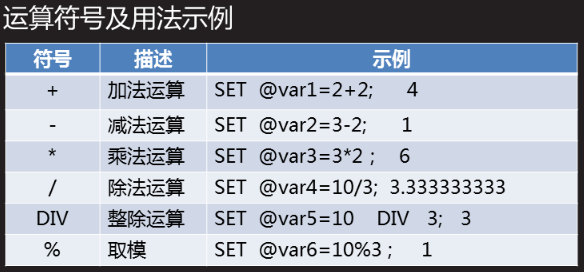 运算符号及用法示例
符号 描述 示例
+ 加法运算 SET @var1=2+2; 4
- 减法运算 SET @var2=3-2; 1
* 乘法运算 SET @var3=3*2 ; 6
/ 除法运算 SET @var4=10/3; 3.333333333
DIV 整除运算 SET @var5=10 DIV 3; 3
% 取模 SET @var6=10%3 ; 1